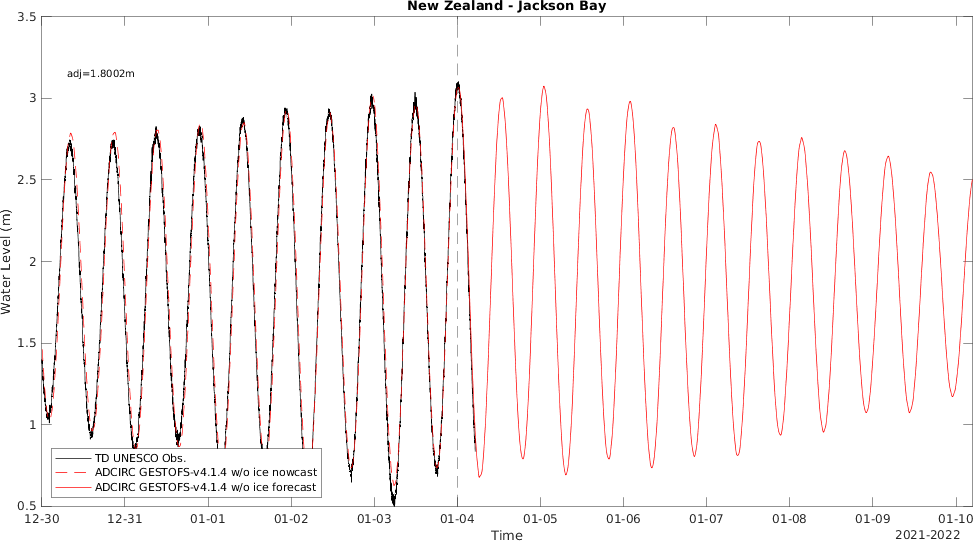 New Zealand - Jackson Bay
3.5
adj=1.8002m
3
2.5
2
Water Level (m)
1.5
1
TD UNESCO Obs.
ADCIRC GESTOFS-v4.1.4 w/o ice nowcast
ADCIRC GESTOFS-v4.1.4 w/o ice forecast
0.5
12-30 12-31 01-01 01-02 01-03 01-04 01-05 01-06 01-07 01-08 01-09 01-10
Time
2021-2022